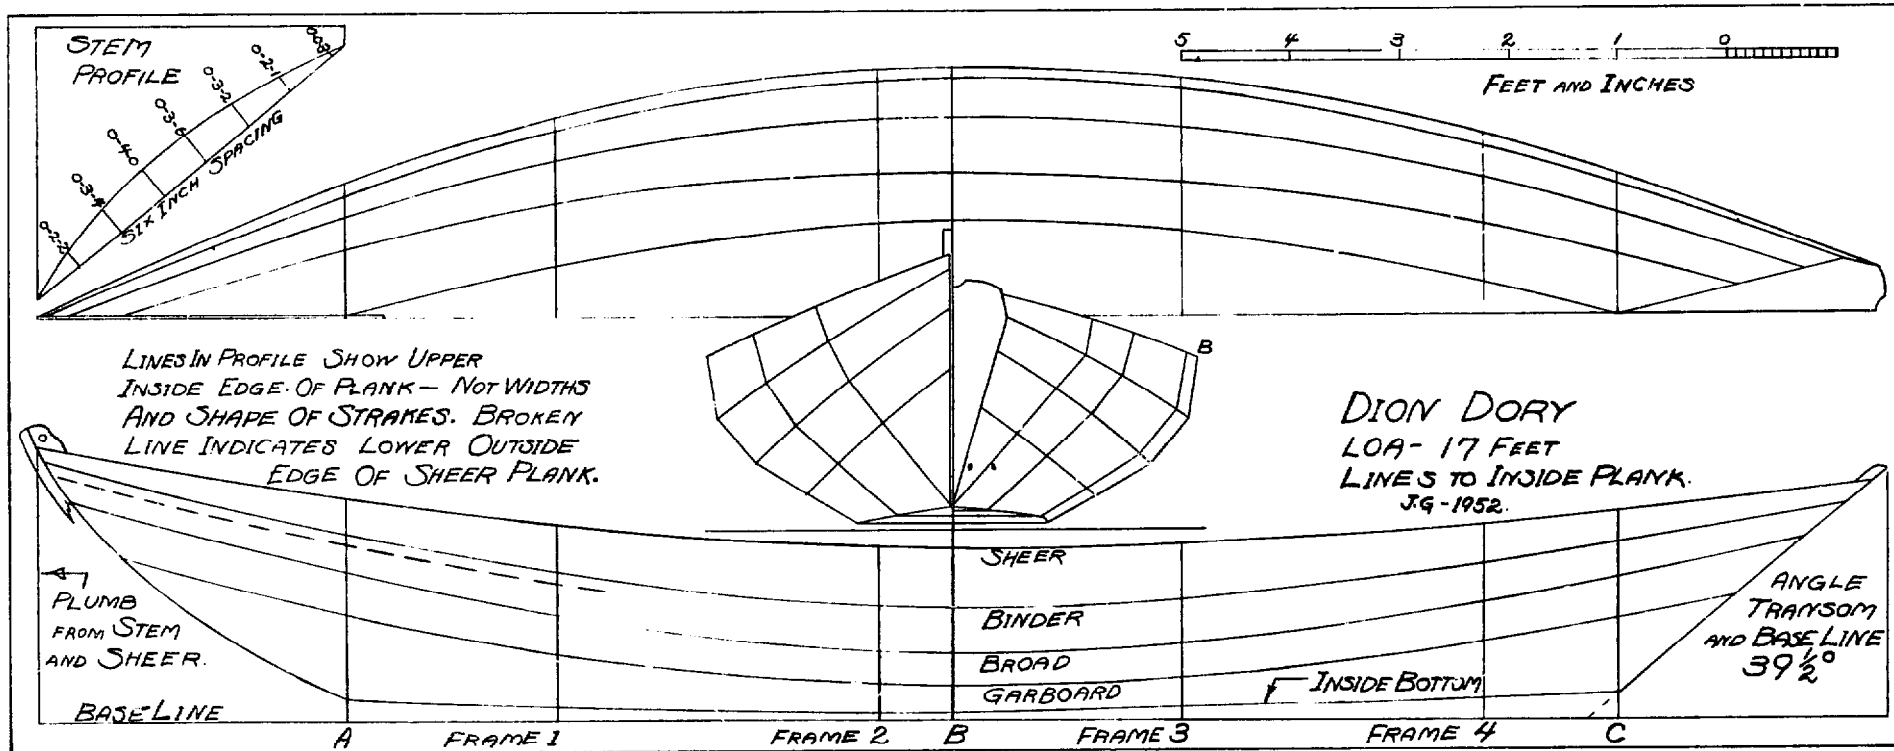 STEM
PROFILE
0-0-3
0-2-1
0-3-2
0-3-6
0-4-0
0-3-4
0-2-2
SIX INCH SPACING
5 4 3 2 1 0
FEET AND INCHES
LINES IN PROFILE SHOW UPPER
INSIDE EDGE OF PLANK — NOT WIDTHS
AND SHAPE OF STRAKES. BROKEN
LINE INDICATES LOWER OUTSIDE
EDGE OF SHEER PLANK.
B
DION DORY
LOA - 17 FEET
LINES TO INSIDE PLANK.
J.G - 1952.
PLUMB
FROM STEM
AND SHEER.
SHEER
BINDER
BROAD
GARBOARD
INSIDE BOTTOM
ANGLE
TRANSOM
AND BASE LINE
39 ½°
BASE LINE
A FRAME 1 FRAME 2 B FRAME 3 FRAME 4 C